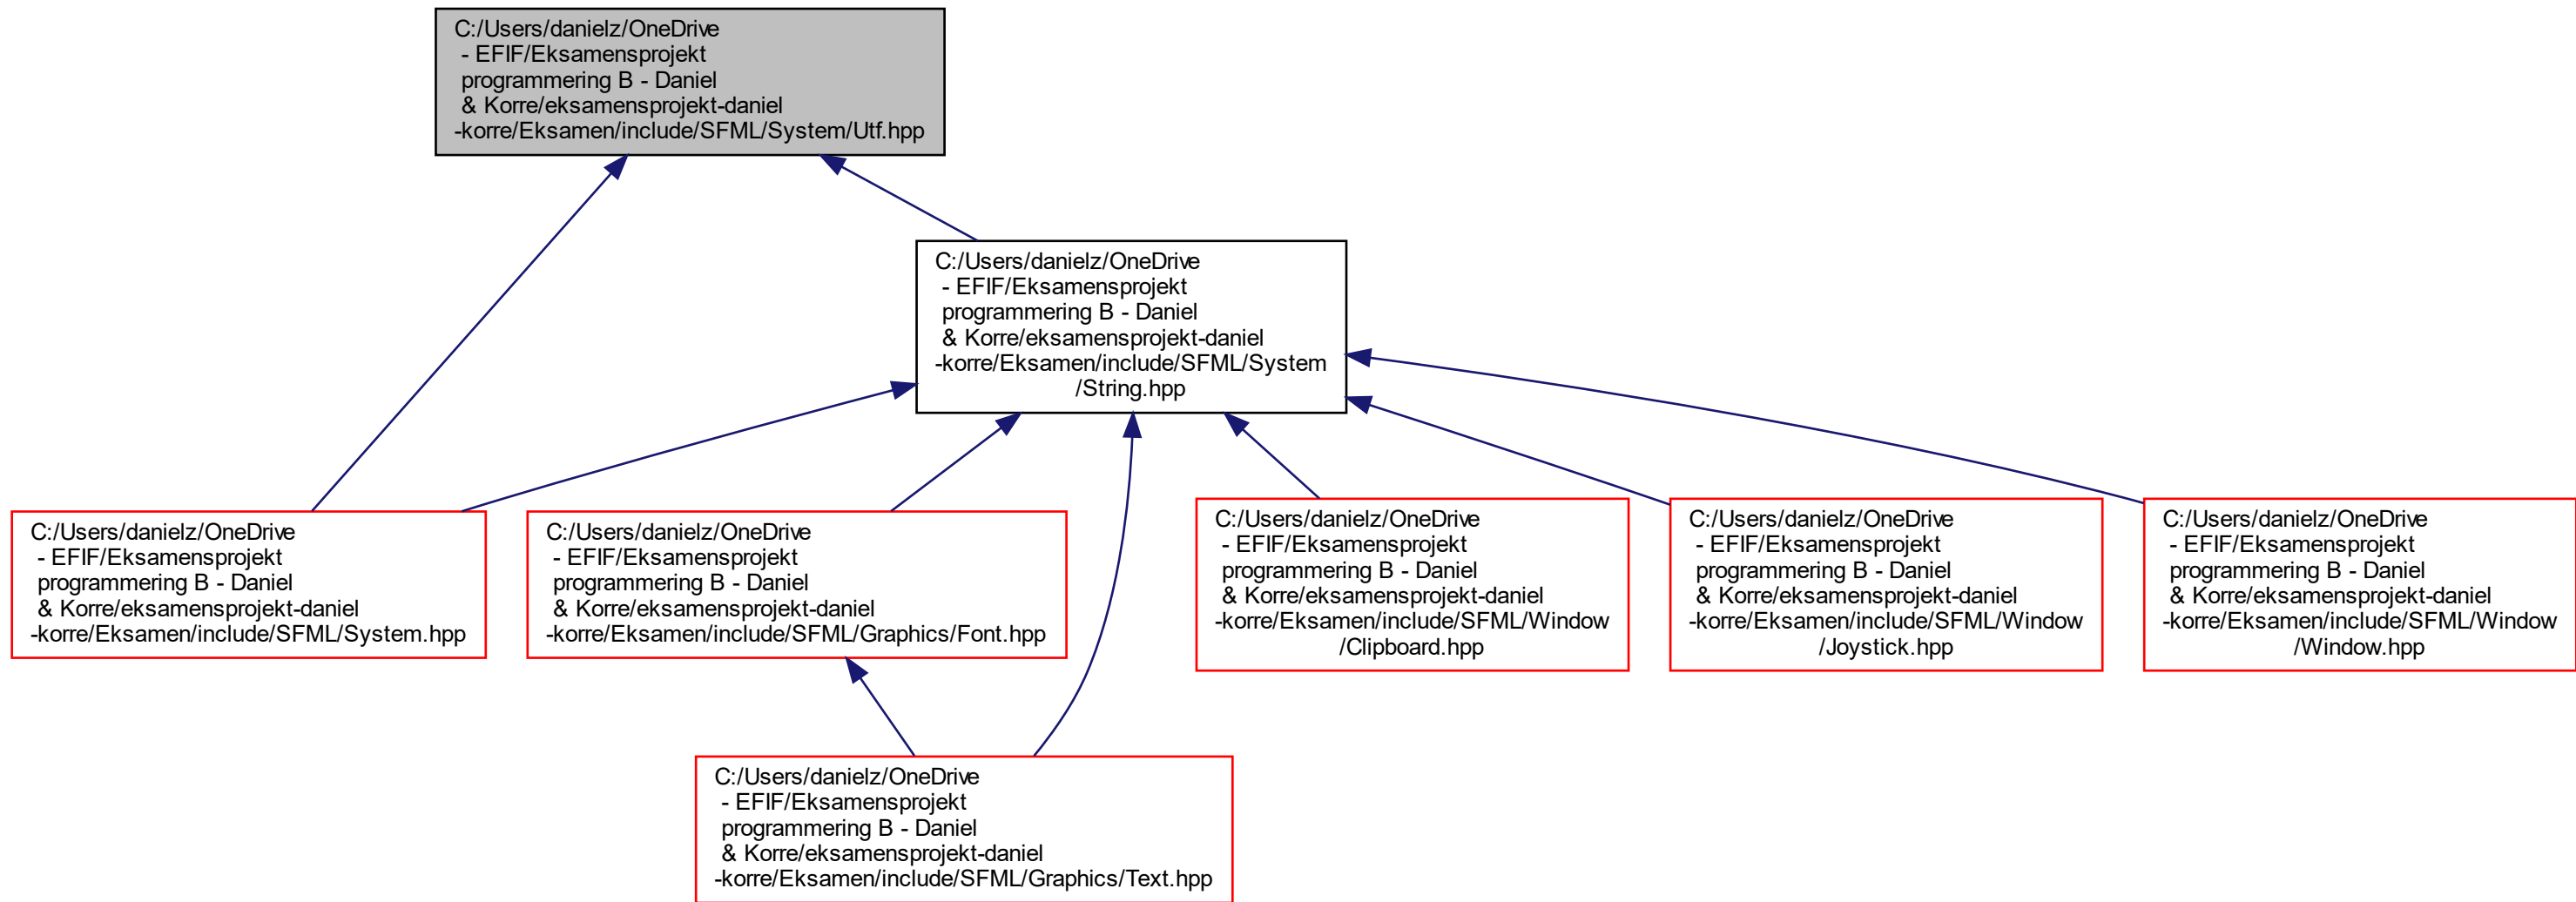 C:/Users/danielz/OneDrive
- EFIF/Eksamensprojekt
programmering B - Daniel
& Korre/eksamensprojekt-daniel
-korre/Eksamen/include/SFML/System/Utf.hpp
C:/Users/danielz/OneDrive
- EFIF/Eksamensprojekt
programmering B - Daniel
& Korre/eksamensprojekt-daniel
-korre/Eksamen/include/SFML/System
/String.hpp
C:/Users/danielz/OneDrive
- EFIF/Eksamensprojekt
programmering B - Daniel
& Korre/eksamensprojekt-daniel
-korre/Eksamen/include/SFML/System.hpp
C:/Users/danielz/OneDrive
- EFIF/Eksamensprojekt
programmering B - Daniel
& Korre/eksamensprojekt-daniel
-korre/Eksamen/include/SFML/Graphics/Font.hpp
C:/Users/danielz/OneDrive
- EFIF/Eksamensprojekt
programmering B - Daniel
& Korre/eksamensprojekt-daniel
-korre/Eksamen/include/SFML/Window
/Clipboard.hpp
C:/Users/danielz/OneDrive
- EFIF/Eksamensprojekt
programmering B - Daniel
& Korre/eksamensprojekt-daniel
-korre/Eksamen/include/SFML/Window
/Joystick.hpp
C:/Users/danielz/OneDrive
- EFIF/Eksamensprojekt
programmering B - Daniel
& Korre/eksamensprojekt-daniel
-korre/Eksamen/include/SFML/Window
/Window.hpp
C:/Users/danielz/OneDrive
- EFIF/Eksamensprojekt
programmering B - Daniel
& Korre/eksamensprojekt-daniel
-korre/Eksamen/include/SFML/Graphics/Text.hpp